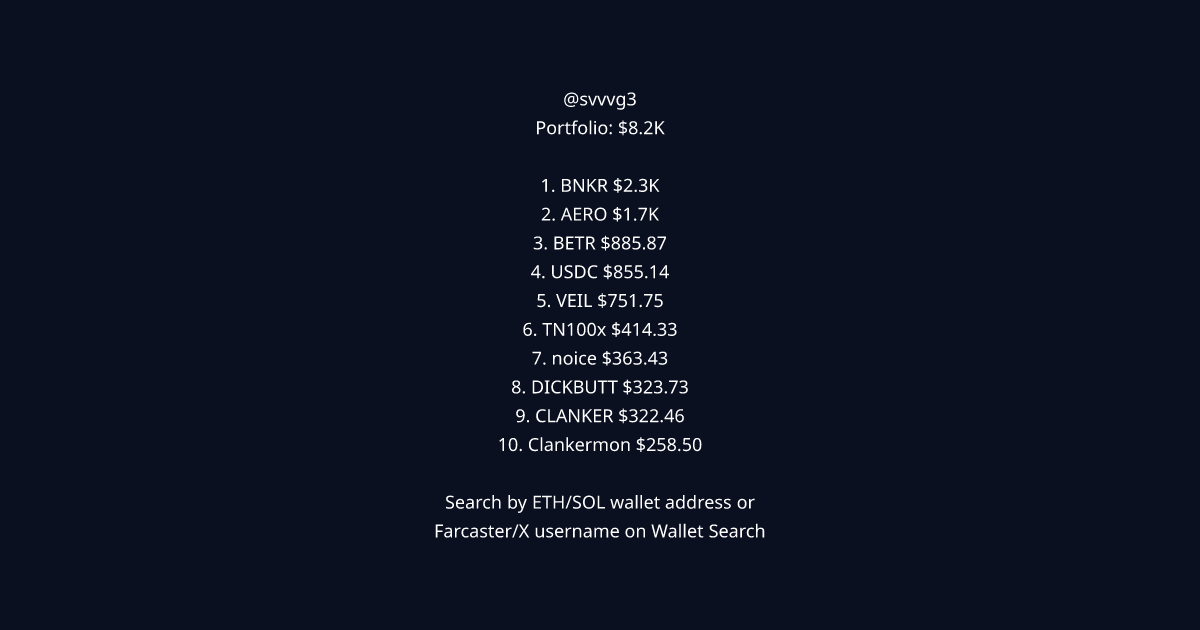 @svvvg3
Portfolio: $8.2K
1. BNKR $2.3K
2. AERO $1.7K
3. BETR $885.87
4. USDC $855.14
5. VEIL $751.75
6. TN100x $414.33
7. noice $363.43
8. DICKBUTT $323.73
9. CLANKER $322.46
10. Clankermon $258.50
Search by ETH/SOL wallet address or
Farcaster/X username on Wallet Search